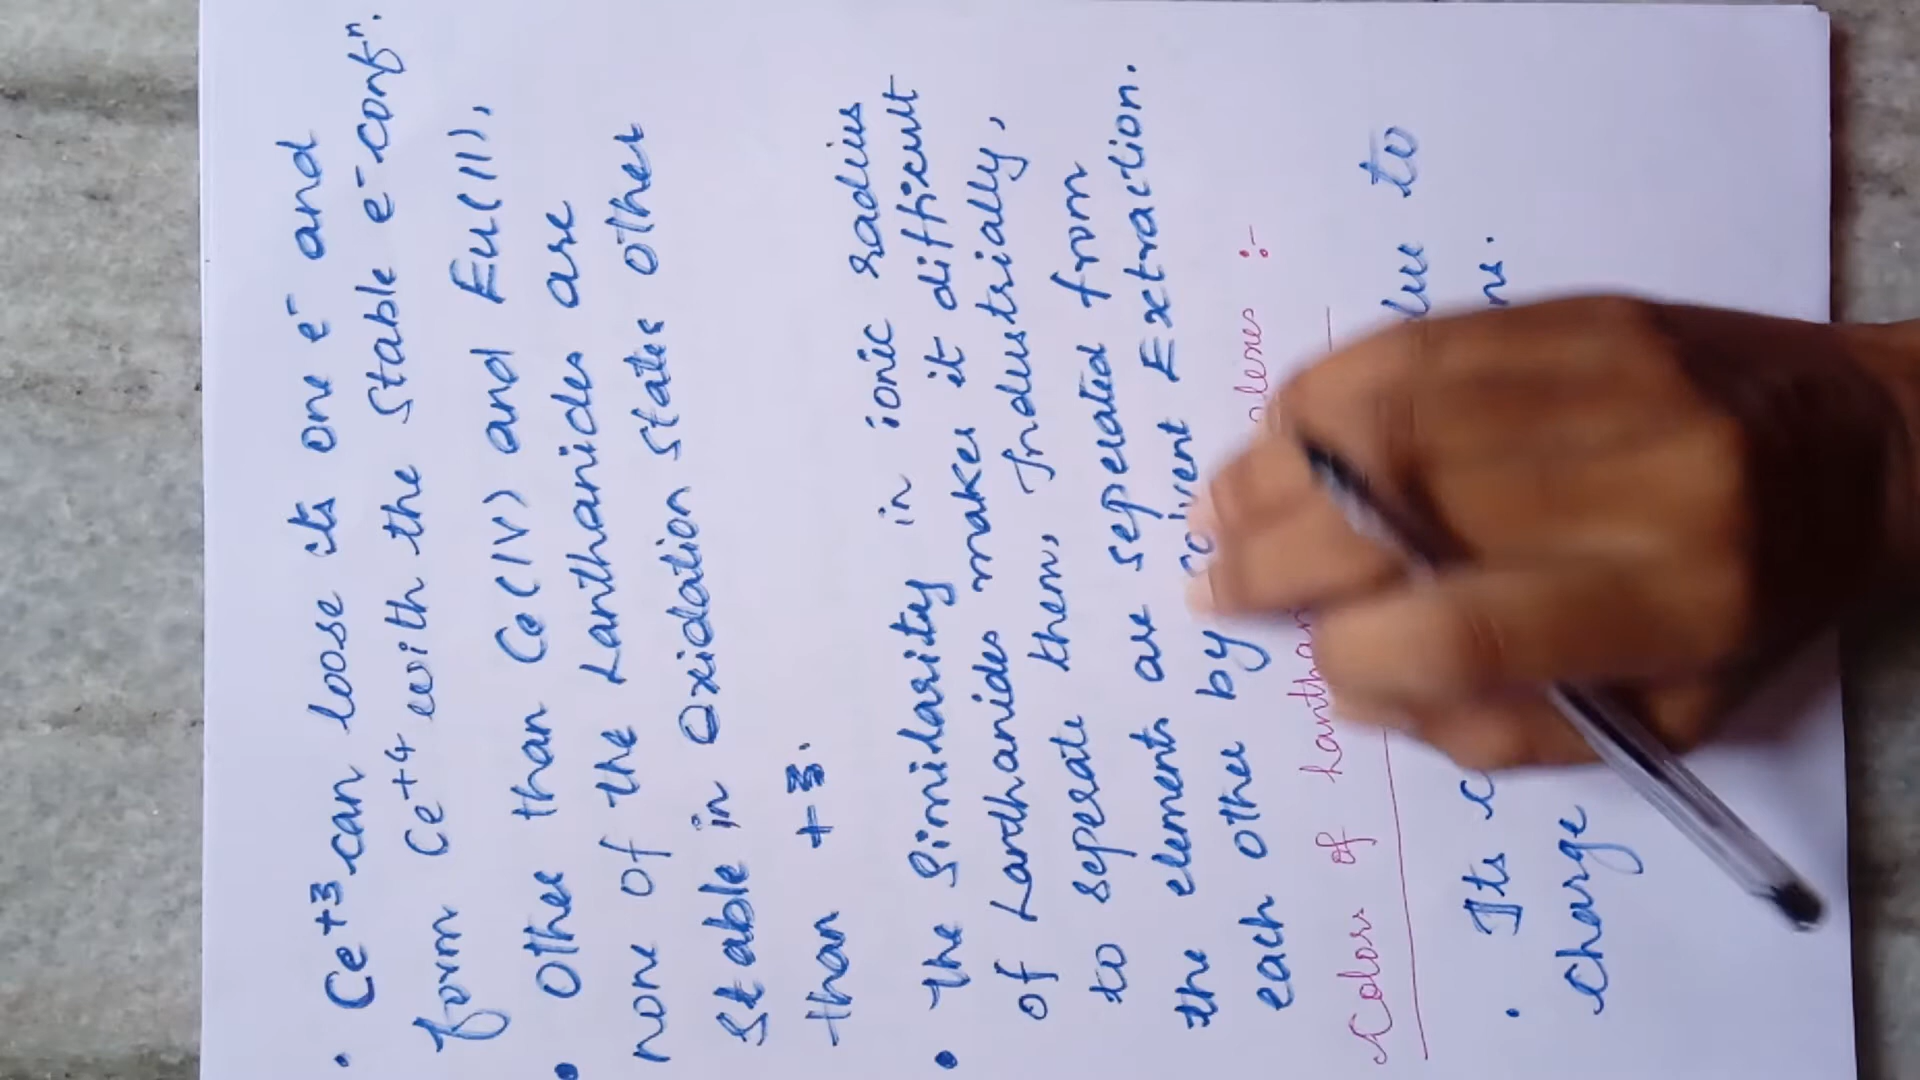 • Ce+3 can loose its one e- and
form Ce+4 with the stable e- confn.
• Other than Ce(IV) and Eu(II),
none of the Lanthanides are
stable in Oxidation states other
than +3.
• The Similarity in ionic radius
of Landhanides makes it difficult
to seperate them, Industrially,
the elements are seperated from
each other by Extraction.
Color of :-
• Its to
charge